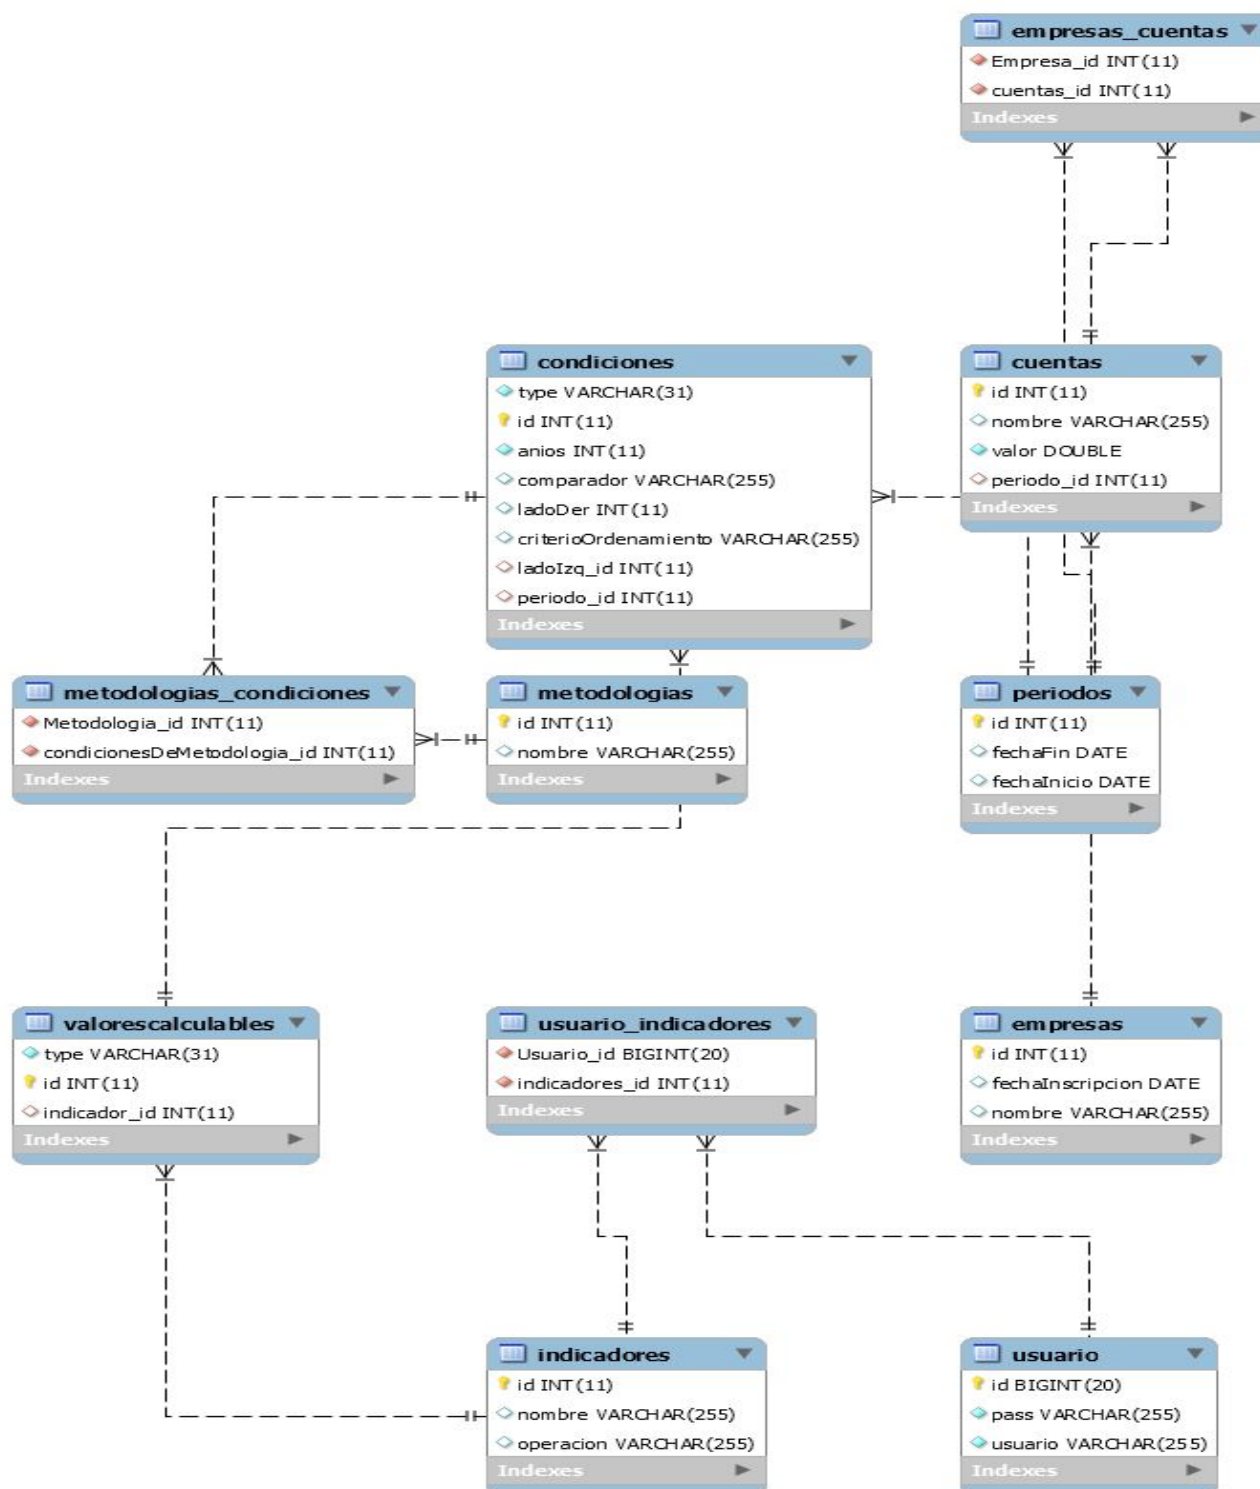 empresas_cuentas
Empresa_id INT(11)
cuentas_id INT(11)
Indexes
condiciones
type VARCHAR(31)
id INT(11)
anios INT(11)
comparador VARCHAR(255)
ladoDer INT(11)
criterioOrdenamiento VARCHAR(255)
ladoIzq_id INT(11)
periodo_id INT(11)
Indexes
cuentas
id INT(11)
nombre VARCHAR(255)
valor DOUBLE
periodo_id INT(11)
Indexes
metodologias_condiciones
Metodologia_id INT(11)
condicionesDeMetodologia_id INT(11)
Indexes
metodologias
id INT(11)
nombre VARCHAR(255)
Indexes
periodos
id INT(11)
fechaFin DATE
fechaInicio DATE
Indexes
valorescalculables
type VARCHAR(31)
id INT(11)
indicador_id INT(11)
Indexes
usuario_indicadores
Usuario_id BIGINT(20)
indicadores_id INT(11)
Indexes
empresas
id INT(11)
fechaInscripcion DATE
nombre VARCHAR(255)
Indexes
indicadores
id INT(11)
nombre VARCHAR(255)
operacion VARCHAR(255)
Indexes
usuario
id BIGINT(20)
pass VARCHAR(255)
usuario VARCHAR(255)
Indexes